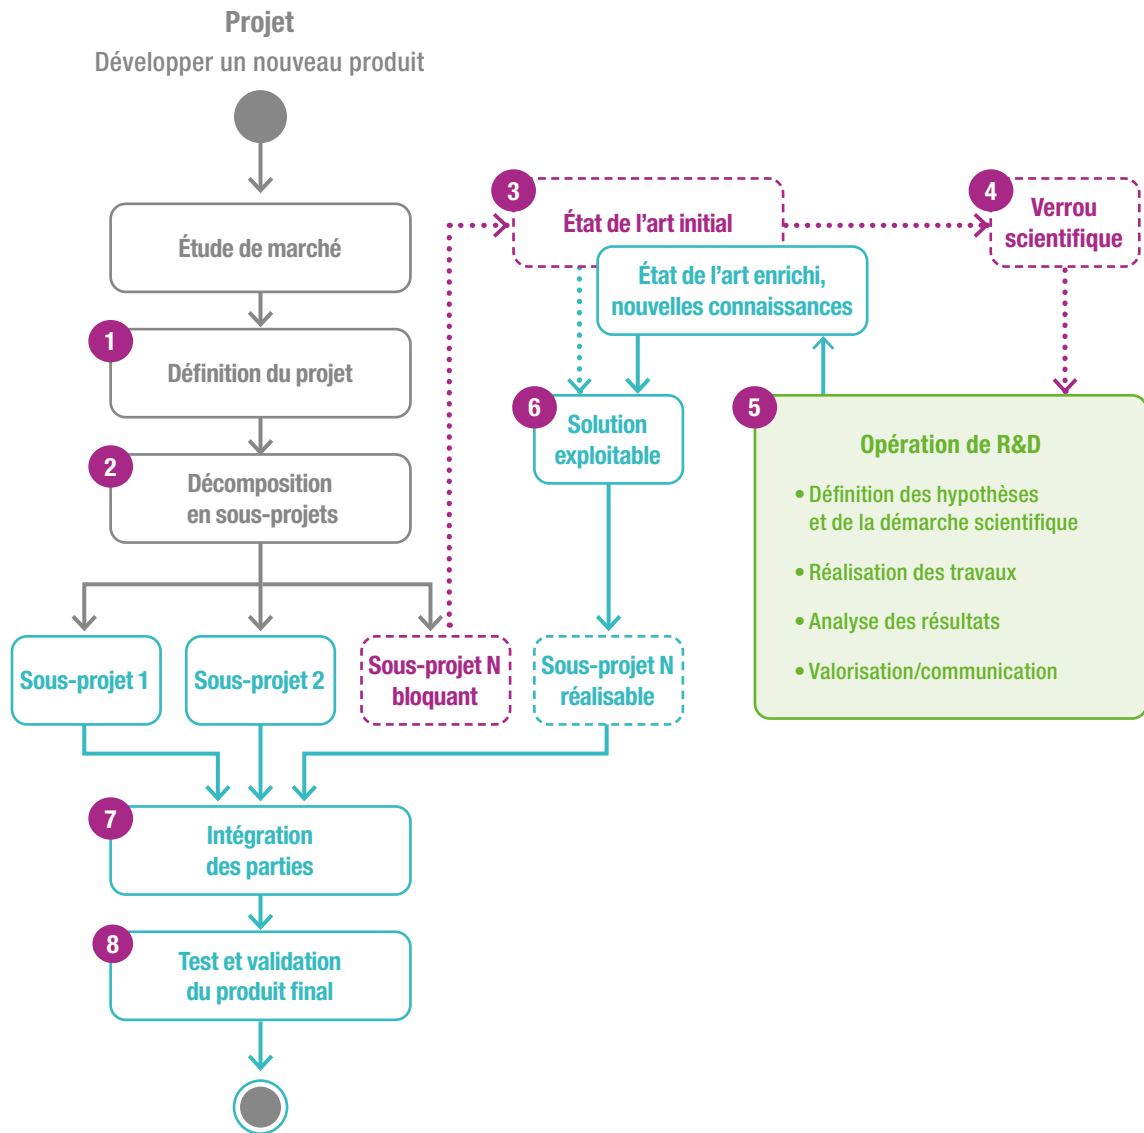 Projet
Développer un nouveau produit
Étude de marché
1
Définition du projet
2
Décomposition
en sous-projets
Sous-projet 1
Sous-projet 2
Sous-projet N
bloquant
3
État de l’art initial
État de l’art enrichi,
nouvelles connaissances
4
Verrou
scientifique
5
Opération de R&D
• Définition des hypothèses
et de la démarche scientifique
• Réalisation des travaux
• Analyse des résultats
• Valorisation/communication
6
Solution
exploitable
Sous-projet N
réalisable
7
Intégration
des parties
8
Test et validation
du produit final